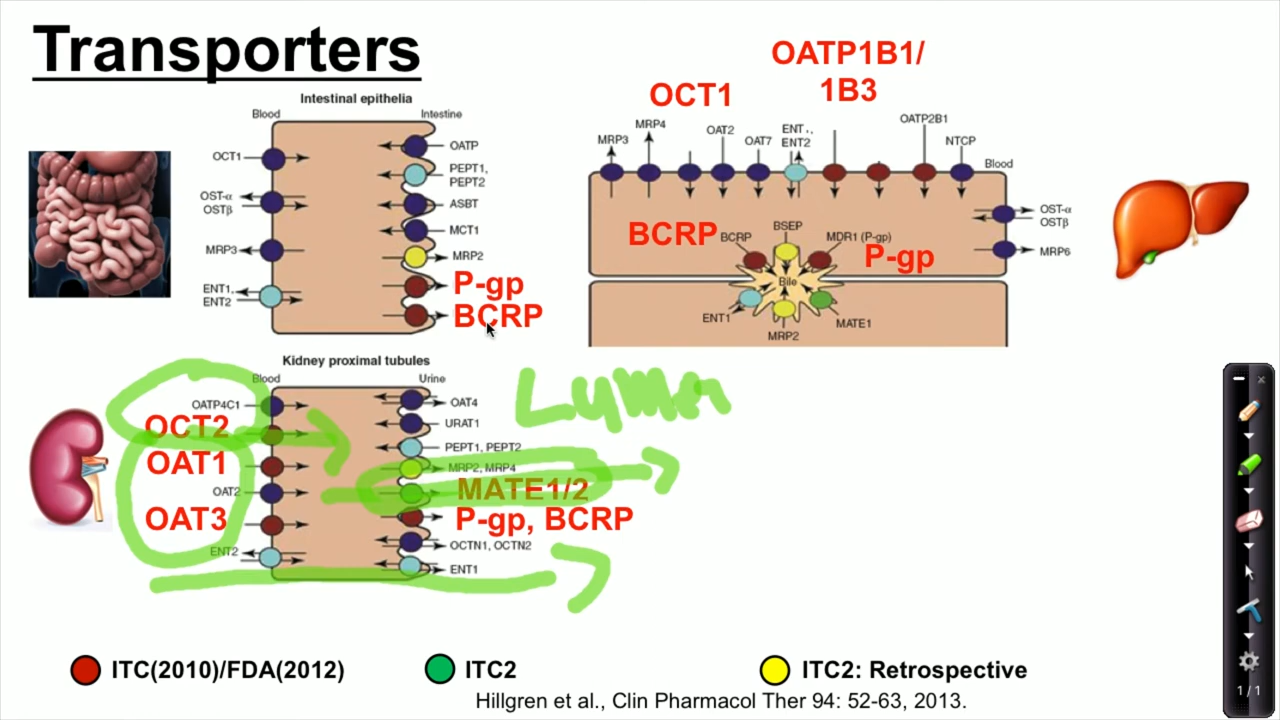 Transporters
Intestinal epithelia
Blood
Intestine
OCT1
OST-α
OSTβ
MRP3
ENT1,
ENT2
OATP
PEPT1,
PEPT2
ASBT
MCT1
MRP2
P-gp
BCRP
OCT1
OATP1B1/
1B3
MRP3
MRP4
OAT2
OAT7
ENT2
OATP2B1
NTCP
Blood
OST-α
OSTβ
MRP6
BCRP
BCRP
BSEP
MDR1 (P-gp)
P-gp
Bile
ENT1
MRP2
MATE1
Kidney proximal tubules
Blood
Urine
OATP4C1
OCT2
OAT1
OAT2
OAT3
ENT2
OAT4
URAT1
PEPT1, PEPT2
MRP2, MRP4
MATE1/2
P-gp, BCRP
OCTN1, OCTN2
ENT1
ITC(2010)/FDA(2012)
ITC2
ITC2: Retrospective
Hillgren et al., Clin Pharmacol Ther 94: 52-63, 2013.
1 / 1